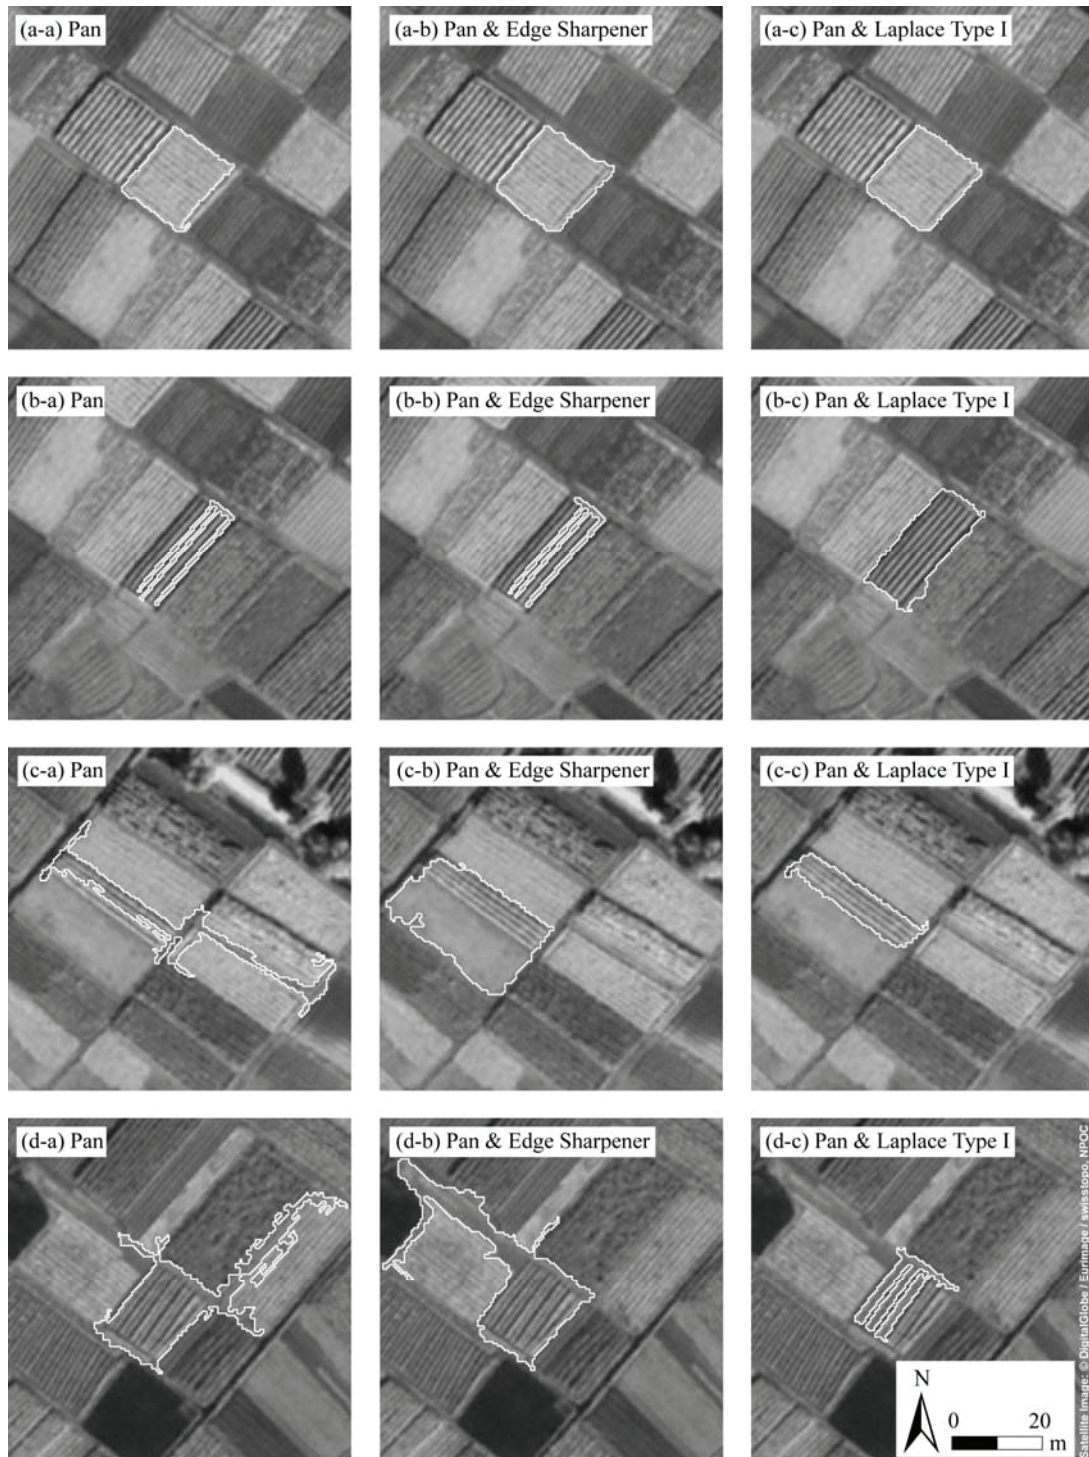 (a-a) Pan
(a-b) Pan & Edge Sharpener
(a-c) Pan & Laplace Type I
(b-a) Pan
(b-b) Pan & Edge Sharpener
(b-c) Pan & Laplace Type I
(c-a) Pan
(c-b) Pan & Edge Sharpener
(c-c) Pan & Laplace Type I
(d-a) Pan
(d-b) Pan & Edge Sharpener
(d-c) Pan & Laplace Type I
N
0 20
m
Satellite Image: © DigitalGlobe / Eurimage swisstopo, NPOC